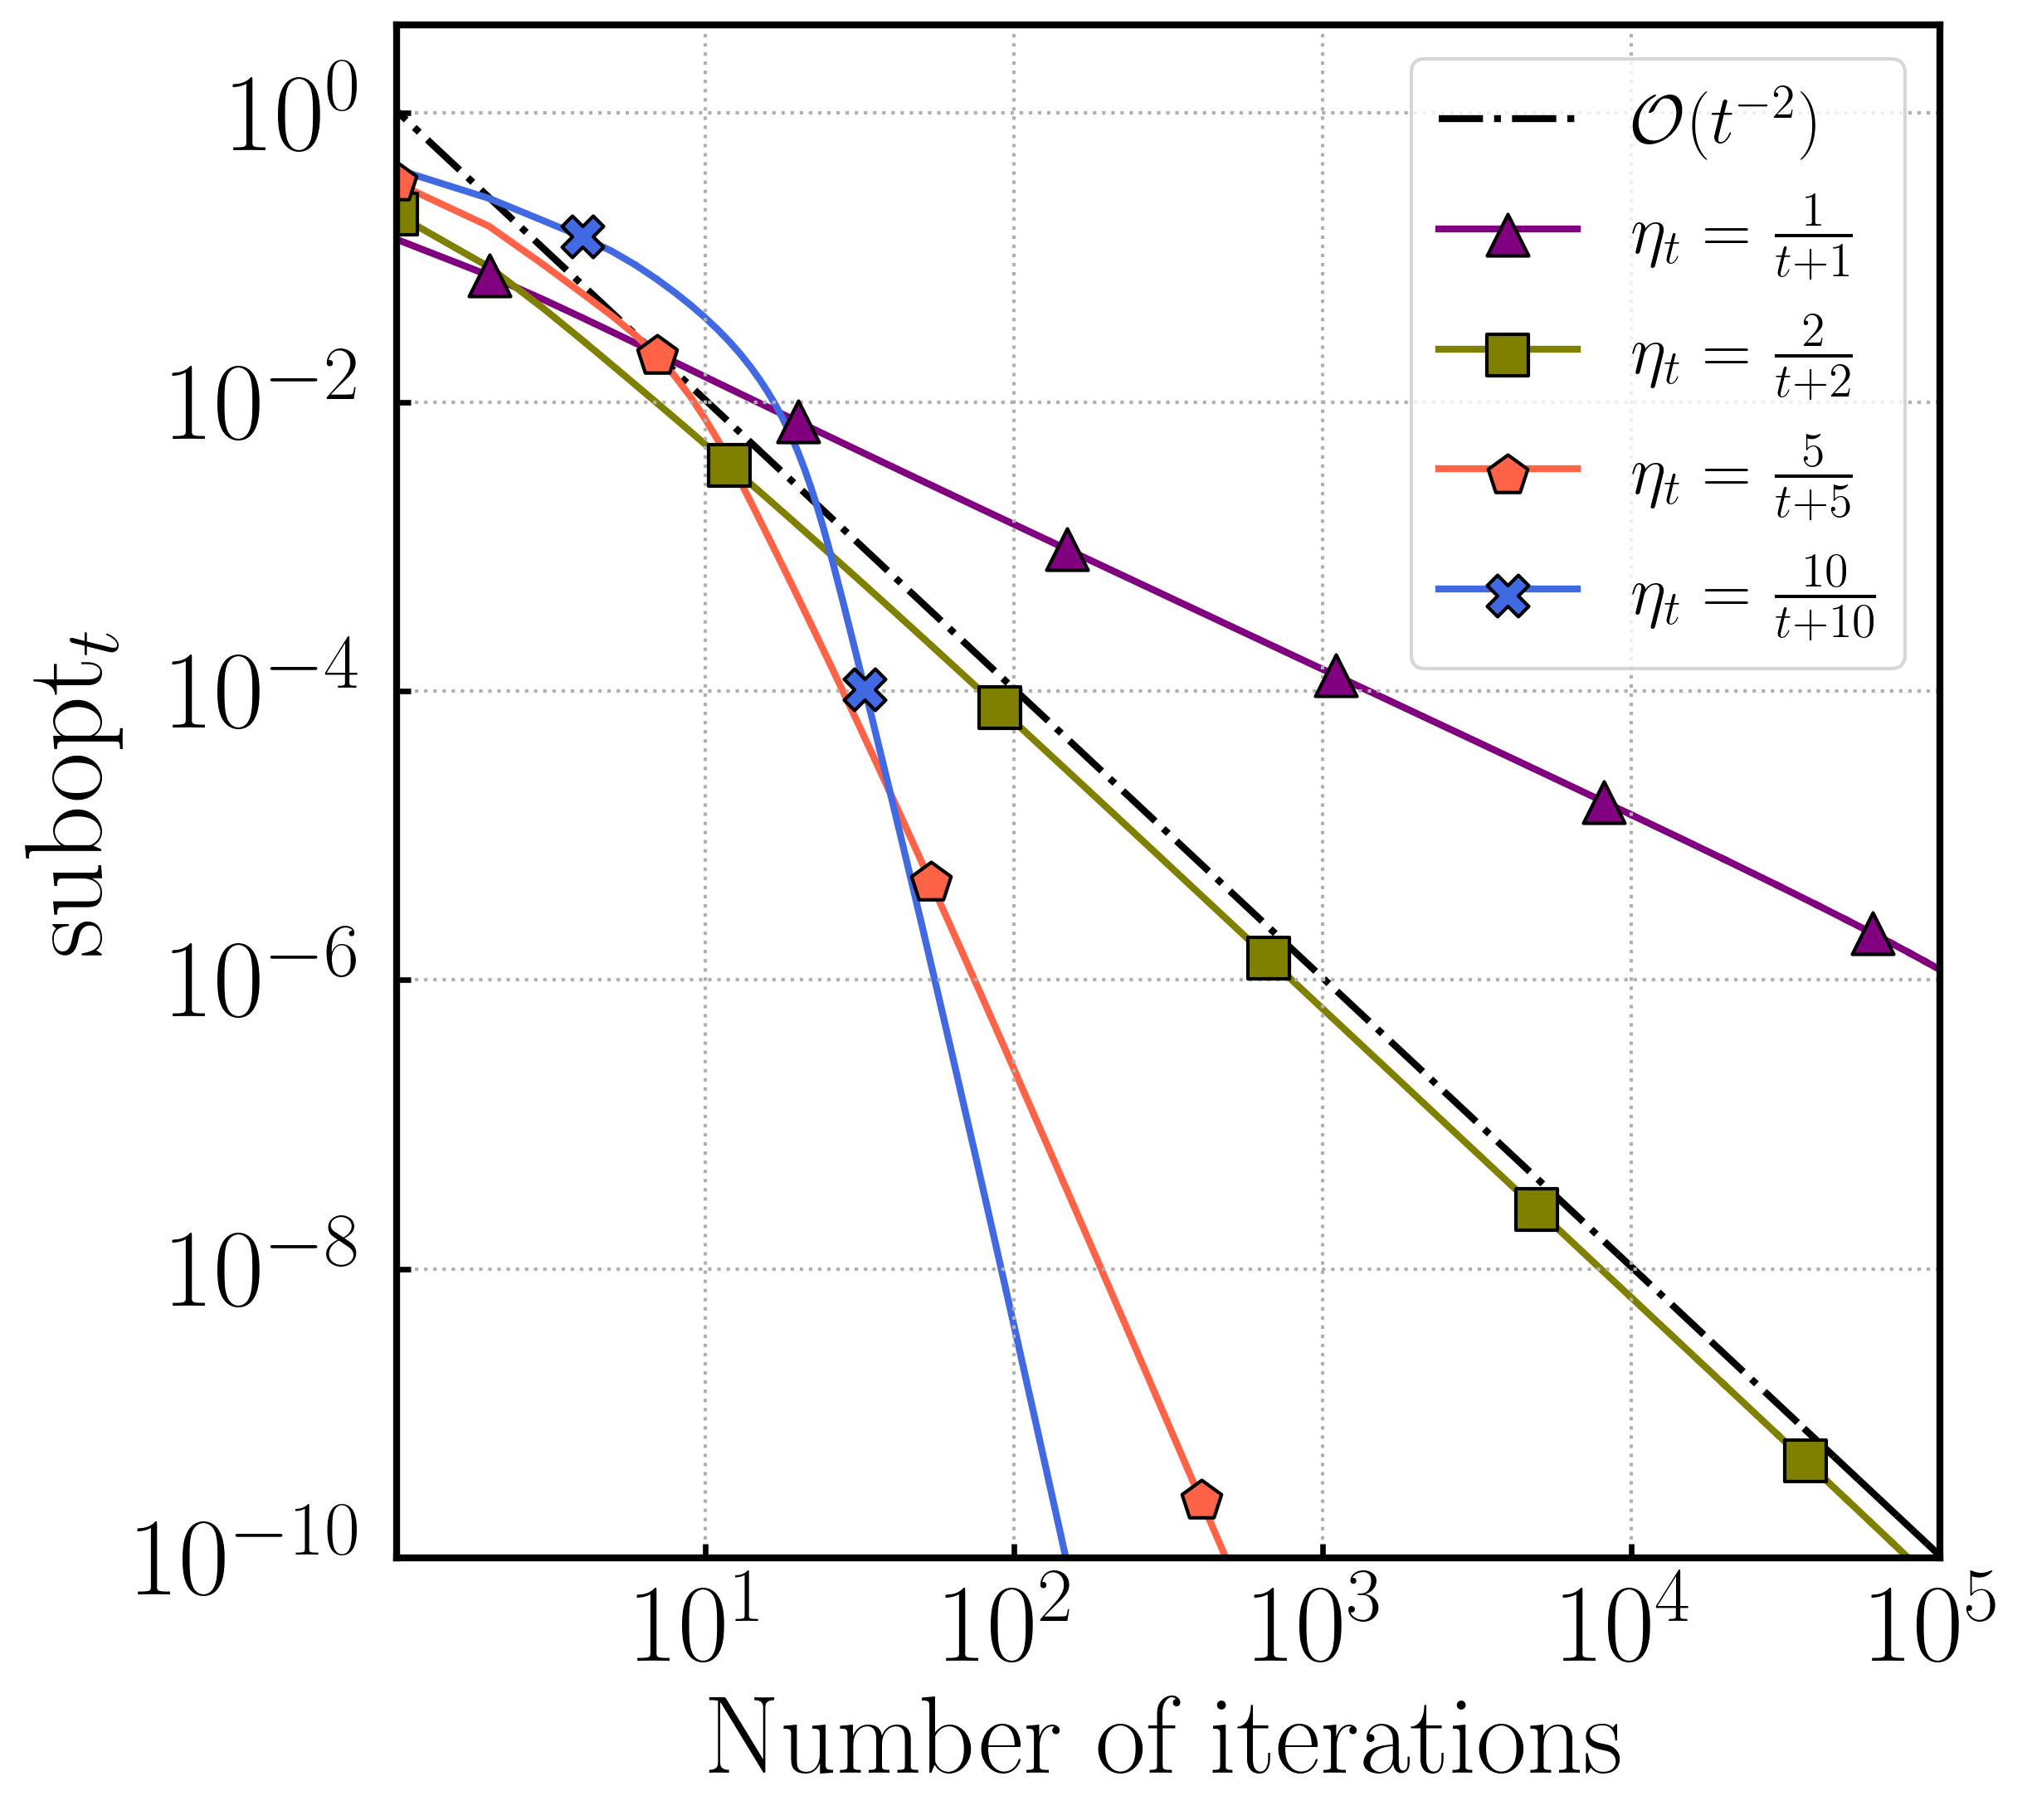 subopt_t
10^0
10^−2
10^−4
10^−6
10^−8
10^−10
𝒪(t^−2)
η_t = 1/(t+1)
η_t = 2/(t+2)
η_t = 5/(t+5)
η_t = 10/(t+10)
10^1 10^2 10^3 10^4 10^5
Number of iterations